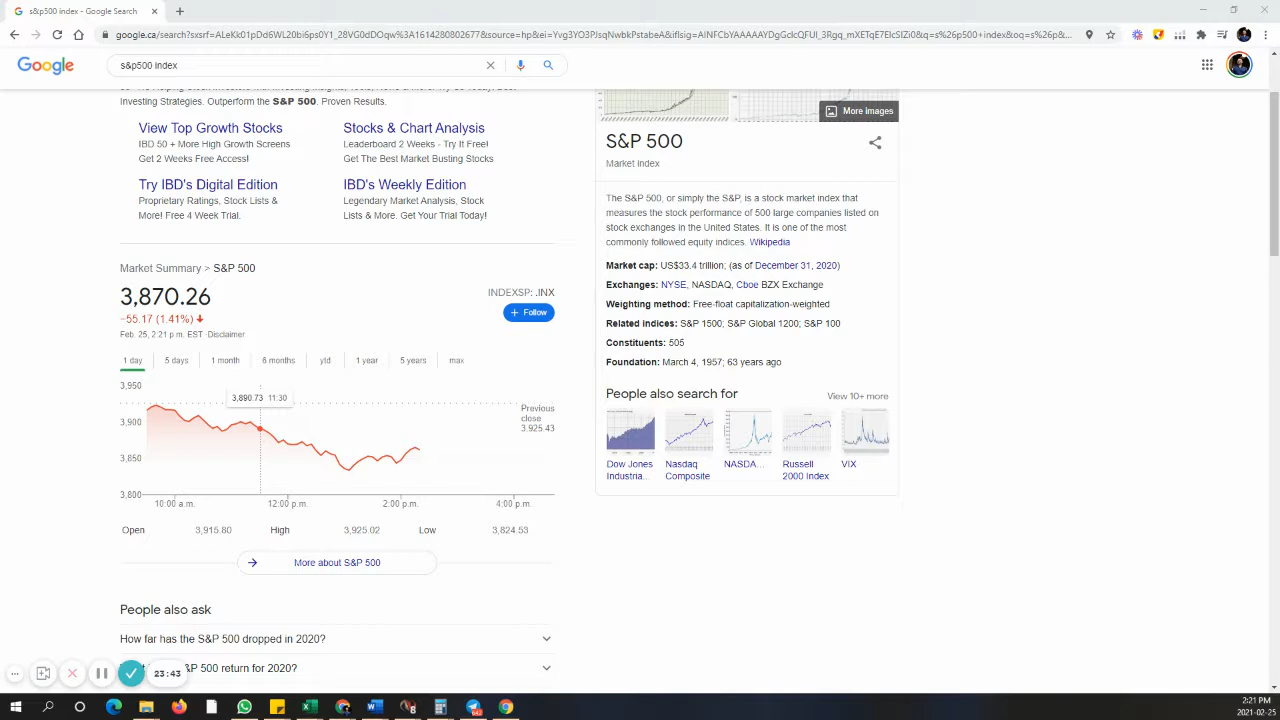 s&p500 index - Google Search
google.ca/search?sxsrf=ALeKk01pDd6WL20bi6ps0Y1_28VG0dDOqw%3A1614280802677&source=hp&ei=Yvg3YO3PJsqNwbkPstabeA&iflsig=AINFCbYAAAAAYDgGclcQFUI_3Rgq_mXETqE7ElcSIZi0&q=s%26p500+index&oq=s%26p&...
Google
s&p500 index
Investing Strategies. Outperform the S&P 500. Proven Results.
View Top Growth Stocks
IBD 50 + More High Growth Screens
Get 2 Weeks Free Access!
Stocks & Chart Analysis
Leaderboard 2 Weeks - Try It Free!
Get The Best Market Busting Stocks
Try IBD's Digital Edition
Proprietary Ratings, Stock Lists &
More! Free 4 Week Trial.
IBD's Weekly Edition
Legendary Market Analysis, Stock
Lists & More. Get Your Trial Today!
Market Summary > S&P 500
3,870.26
INDEXSP: .INX
−55.17 (1.41%)
+ Follow
Feb. 25, 2:21 p.m. EST · Disclaimer
1 day 5 days 1 month 6 months ytd 1 year 5 years max
3,950
3,900
3,850
3,800
3,890.73 11:30
Previous
close
3,925.43
10:00 a.m. 12:00 p.m. 2:00 p.m. 4:00 p.m.
Open 3,915.80 High 3,925.02 Low 3,824.53
More about S&P 500
People also ask
How far has the S&P 500 dropped in 2020?
S&P 500 return for 2020?
23:43
More images
S&P 500
Market index
The S&P 500, or simply the S&P, is a stock market index that
measures the stock performance of 500 large companies listed on
stock exchanges in the United States. It is one of the most
commonly followed equity indices. Wikipedia
Market cap: US$33.4 trillion; (as of December 31, 2020)
Exchanges: NYSE, NASDAQ, Cboe BZX Exchange
Weighting method: Free-float capitalization-weighted
Related indices: S&P 1500; S&P Global 1200; S&P 100
Constituents: 505
Foundation: March 4, 1957; 63 years ago
People also search for
View 10+ more
Dow Jones
Industria...
Nasdaq
Composite
NASDA...
Russell
2000 Index
VIX
2:21 PM
2021-02-25